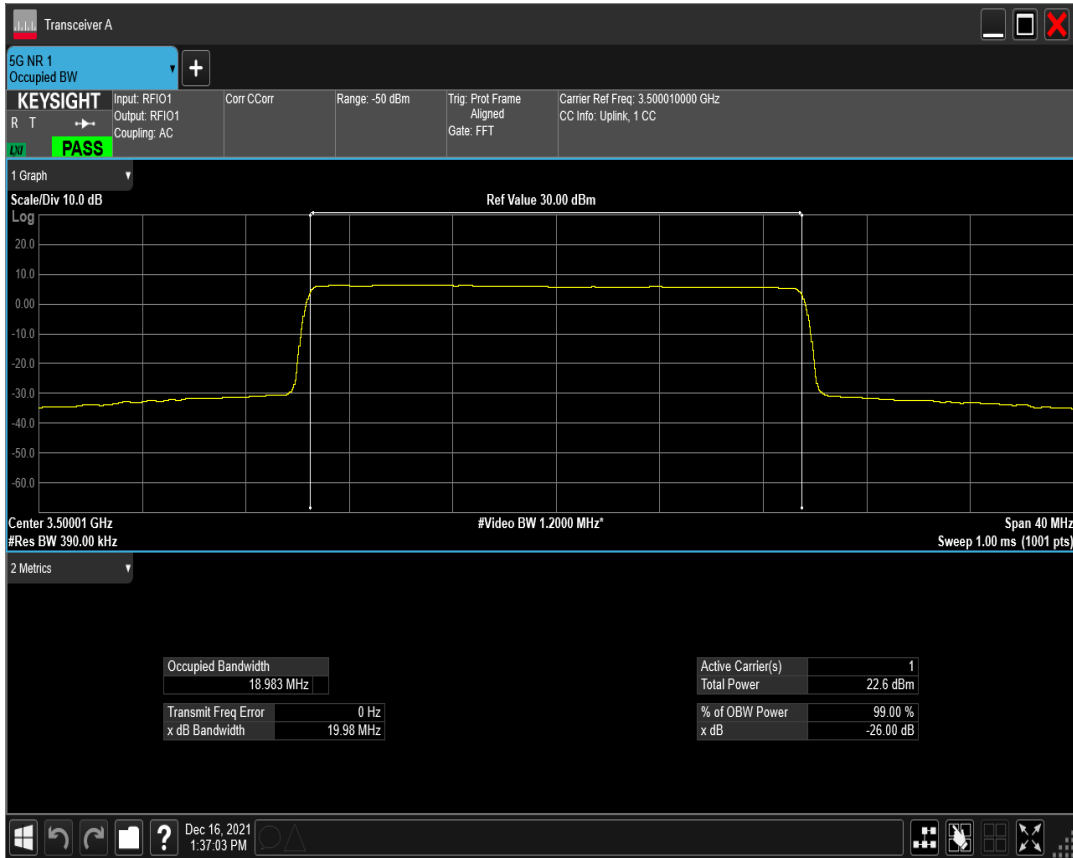 Transceiver A
5G NR 1
Occupied BW
+
KEYSIGHT
R T
LXI
PASS
Input: RFIO1
Output: RFIO1
Coupling: AC
Corr CCorr
Range: -50 dBm
Trig: Prot Frame
Aligned
Gate: FFT
Carrier Ref Freq: 3.500010000 GHz
CC Info: Uplink, 1 CC
1 Graph
Scale/Div 10.0 dB
Ref Value 30.00 dBm
Log
20.0
10.0
0.00
-10.0
-20.0
-30.0
-40.0
-50.0
-60.0
Center 3.50001 GHz
#Video BW 1.2000 MHz*
Span 40 MHz
#Res BW 390.00 kHz
Sweep 1.00 ms (1001 pts)
2 Metrics
Occupied Bandwidth
18.983 MHz
Transmit Freq Error 0 Hz
x dB Bandwidth 19.98 MHz
Active Carrier(s) 1
Total Power 22.6 dBm
% of OBW Power 99.00 %
x dB -26.00 dB
?
Dec 16, 2021
1:37:03 PM